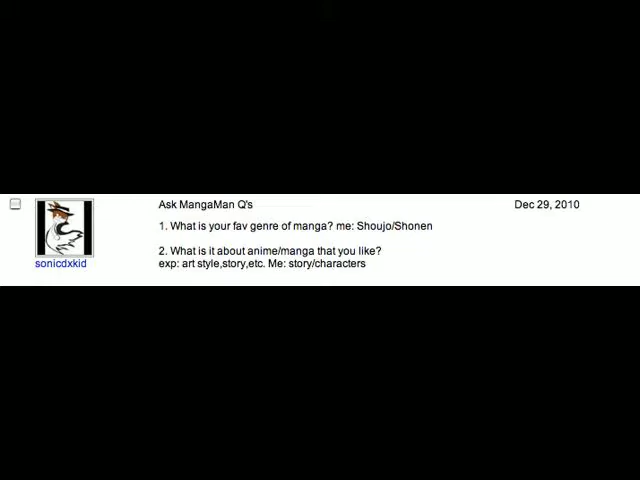 Ask MangaMan Q's
Dec 29, 2010
1. What is your fav genre of manga? me: Shoujo/Shonen
2. What is it about anime/manga that you like?
exp: art style,story,etc. Me: story/characters
sonicdxkid